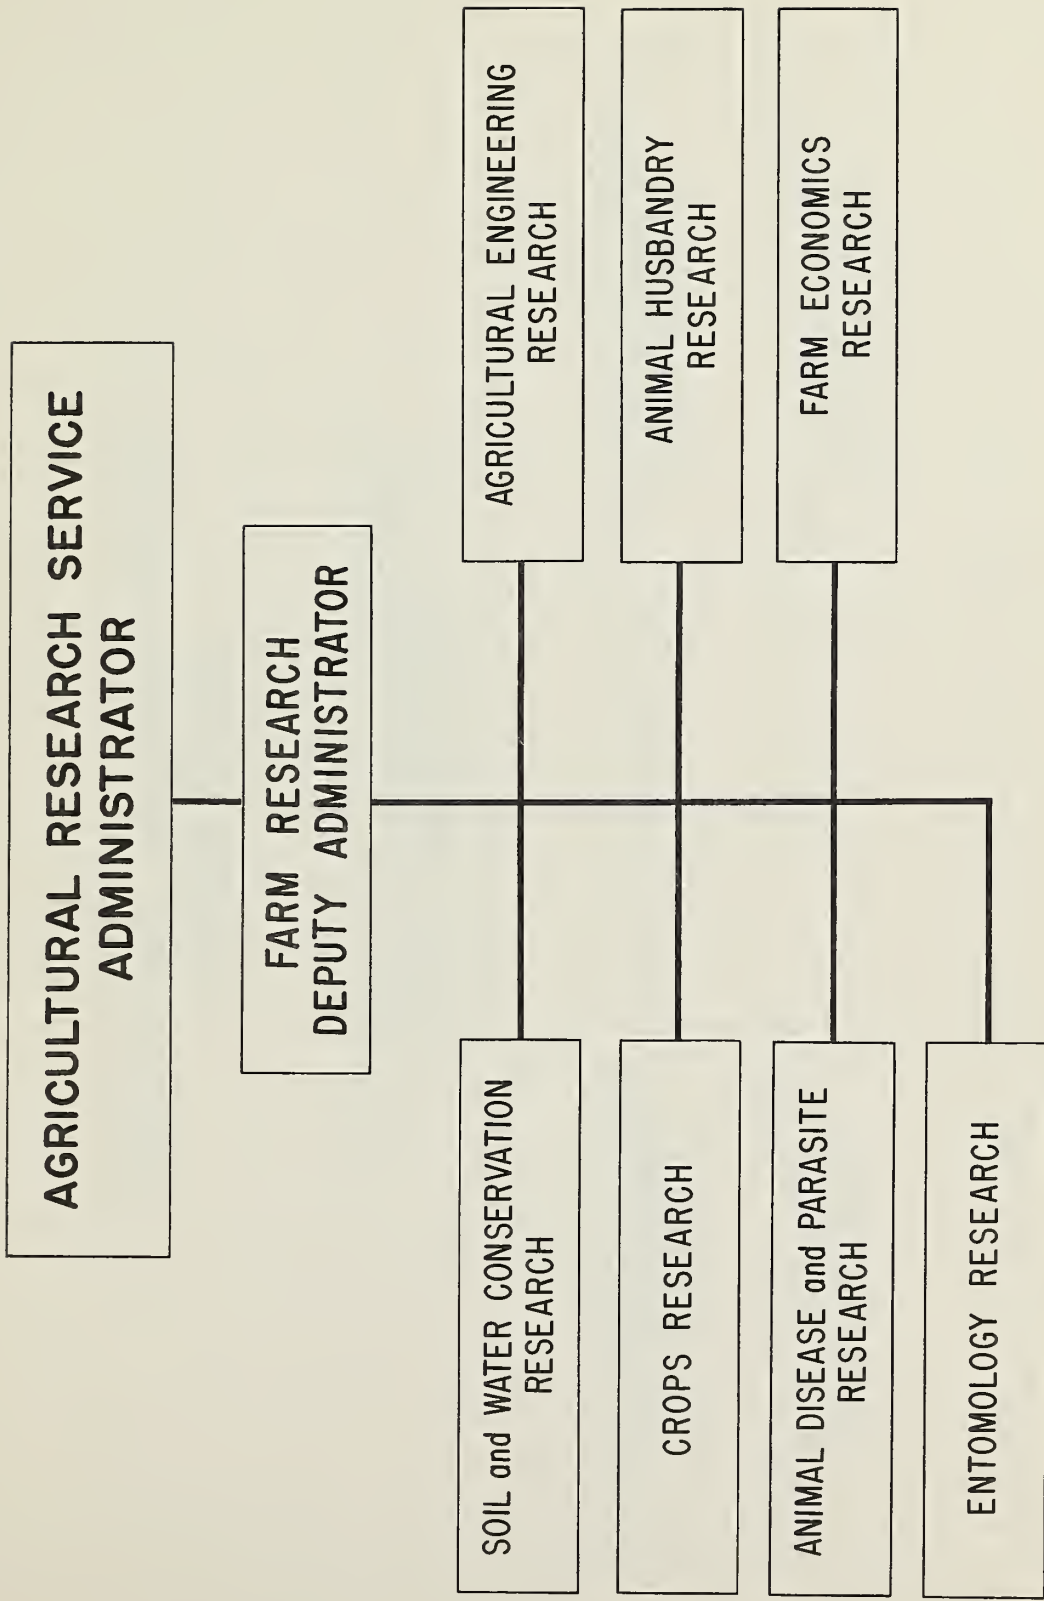 AGRICULTURAL RESEARCH SERVICE
ADMINISTRATOR
FARM RESEARCH
DEPUTY ADMINISTRATOR
SOIL and WATER CONSERVATION
RESEARCH
AGRICULTURAL ENGINEERING
RESEARCH
CROPS RESEARCH
ANIMAL HUSBANDRY
RESEARCH
ANIMAL DISEASE and PARASITE
RESEARCH
FARM ECONOMICS
RESEARCH
ENTOMOLOGY RESEARCH